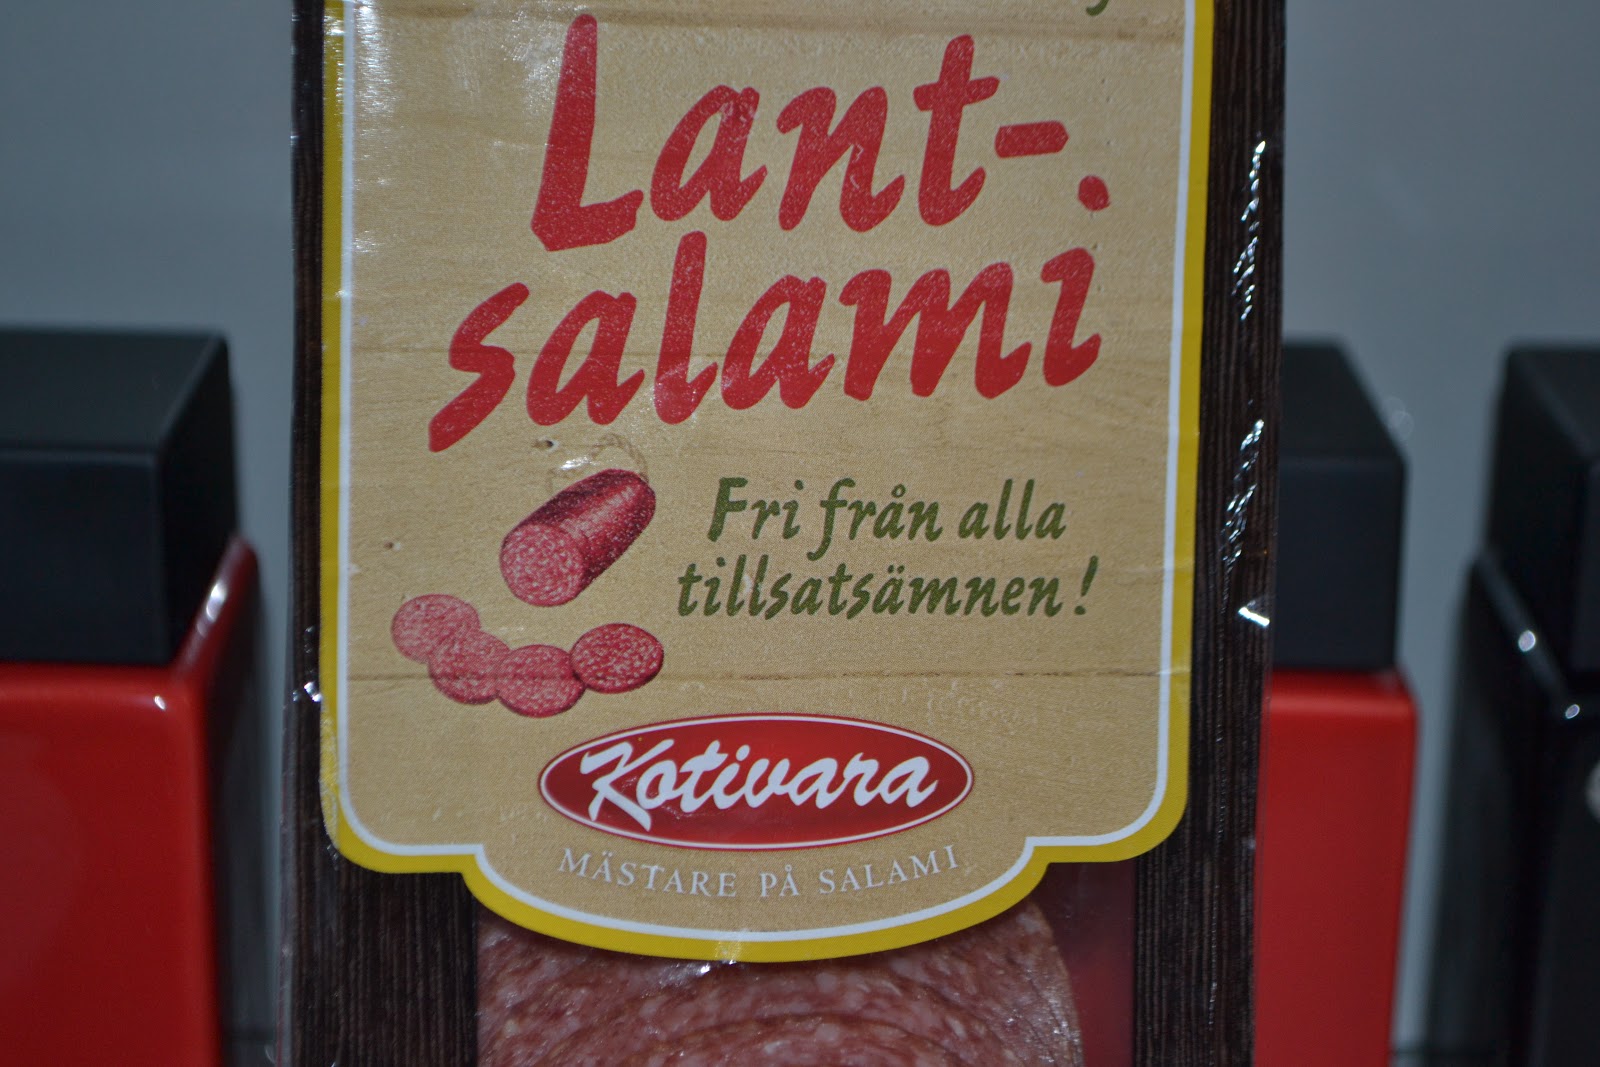 Lant-
salami
Fri från alla
tillsatsämnen!
Kotivara
MÄSTARE PÅ SALAMI